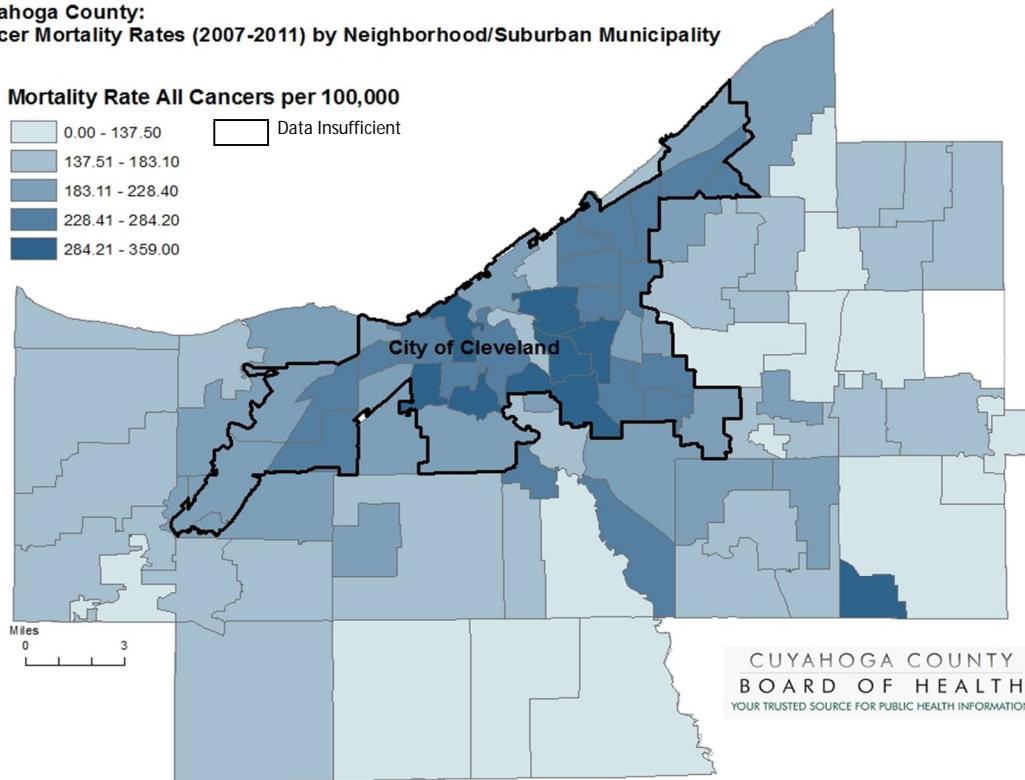 ahoga County:
cer Mortality Rates (2007-2011) by Neighborhood/Suburban Municipality
Mortality Rate All Cancers per 100,000
0.00 - 137.50
Data Insufficient
137.51 - 183.10
183.11 - 228.40
228.41 - 284.20
284.21 - 359.00
City of Cleveland
Miles
0 3
CUYAHOGA COUNTY
BOARD OF HEALTH
YOUR TRUSTED SOURCE FOR PUBLIC HEALTH INFORMATION